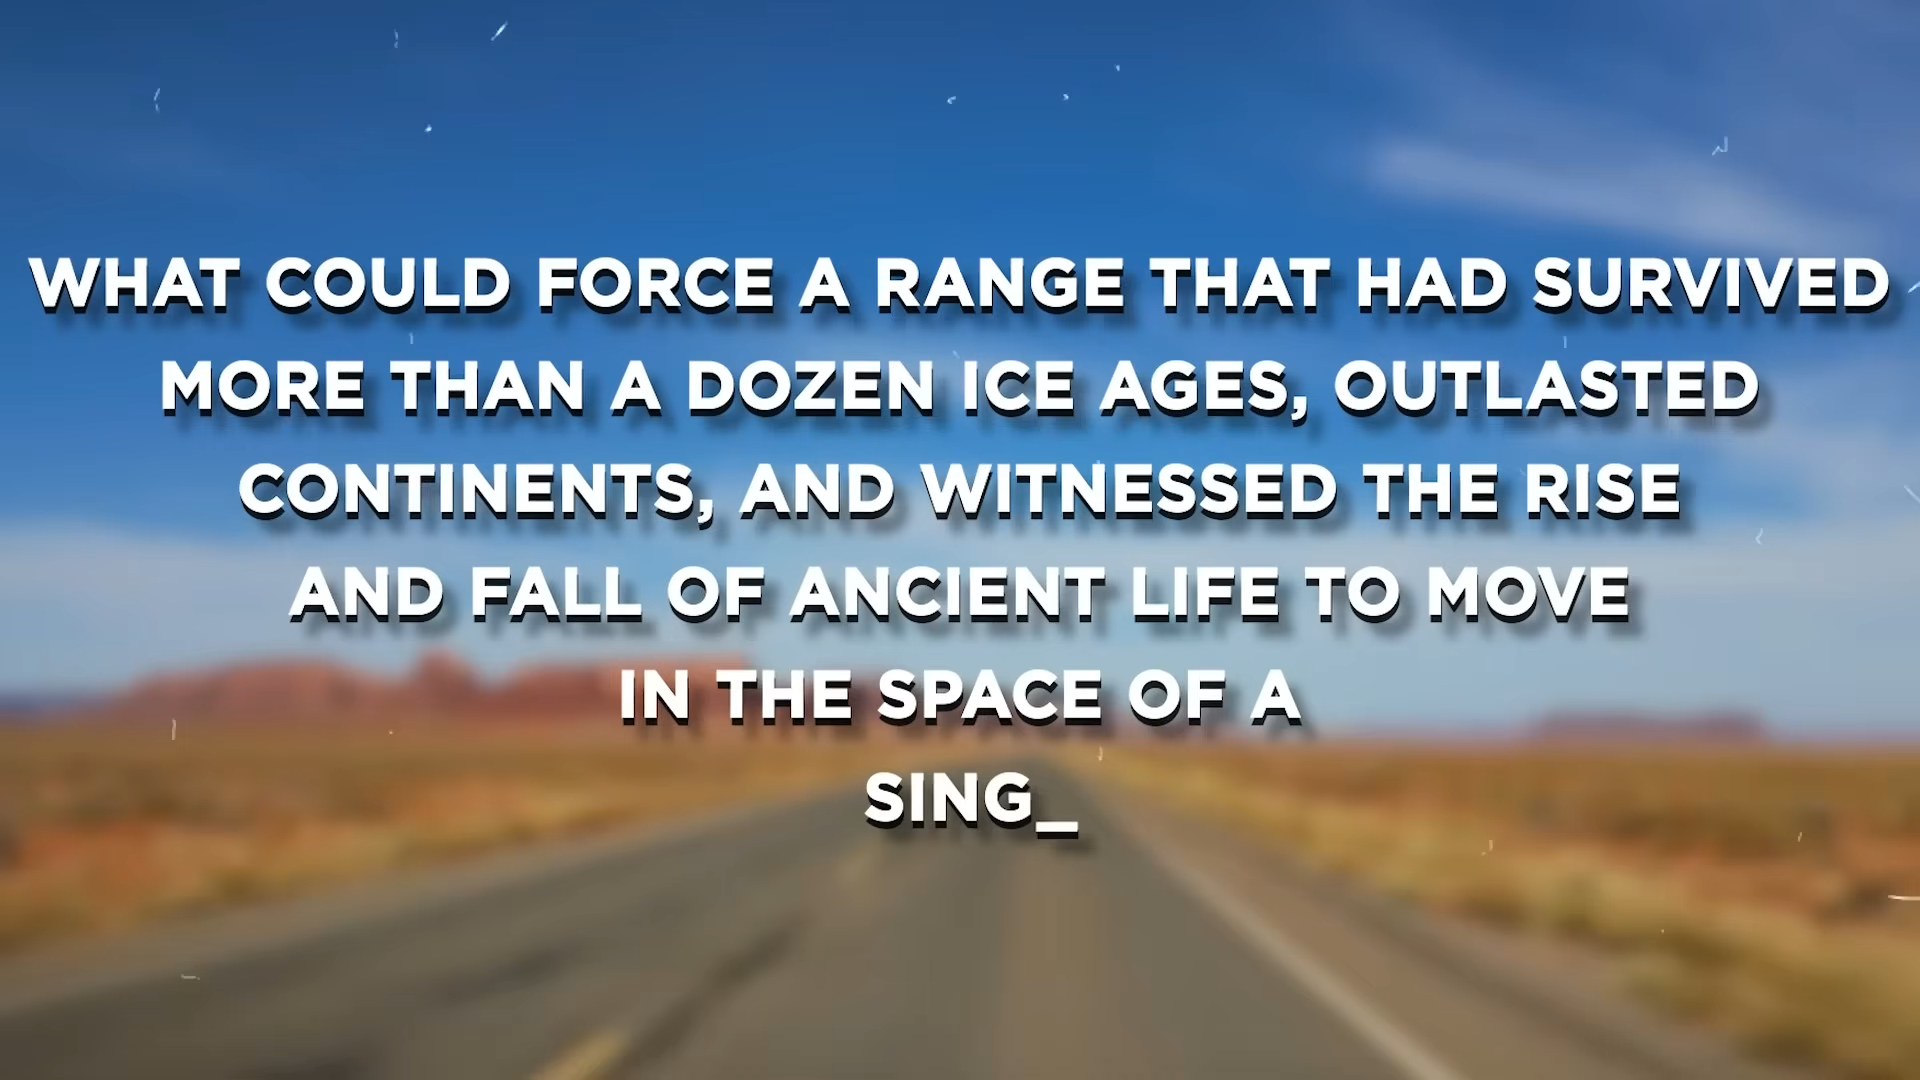 WHAT COULD FORCE A RANGE THAT HAD SURVIVED
MORE THAN A DOZEN ICE AGES, OUTLASTED
CONTINENTS, AND WITNESSED THE RISE
AND FALL OF ANCIENT LIFE TO MOVE
IN THE SPACE OF A
SING_